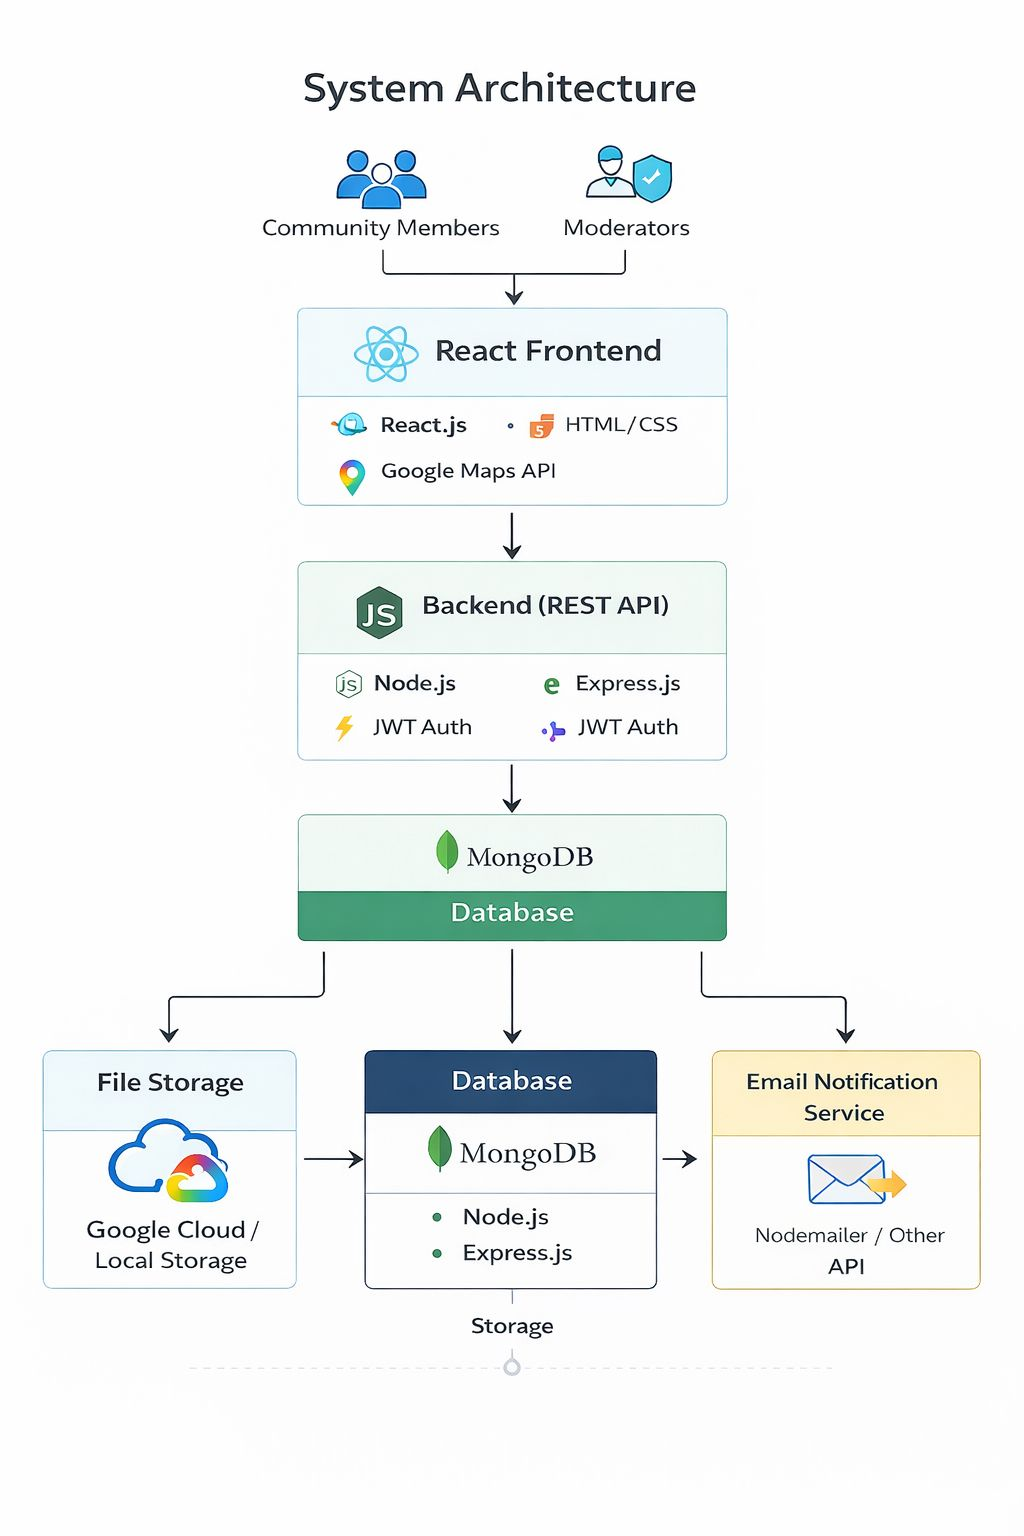 System Architecture
Community Members
Moderators
React Frontend
React.js
5
HTML/CSS
Google Maps API
JS
Backend (REST API)
JS
Node.js
e
Express.js
JWT Auth
JWT Auth
MongoDB
Database
File Storage
Google Cloud /
Local Storage
Database
MongoDB
Node.js
Express.js
Storage
Email Notification
Service
Nodemailer / Other
API